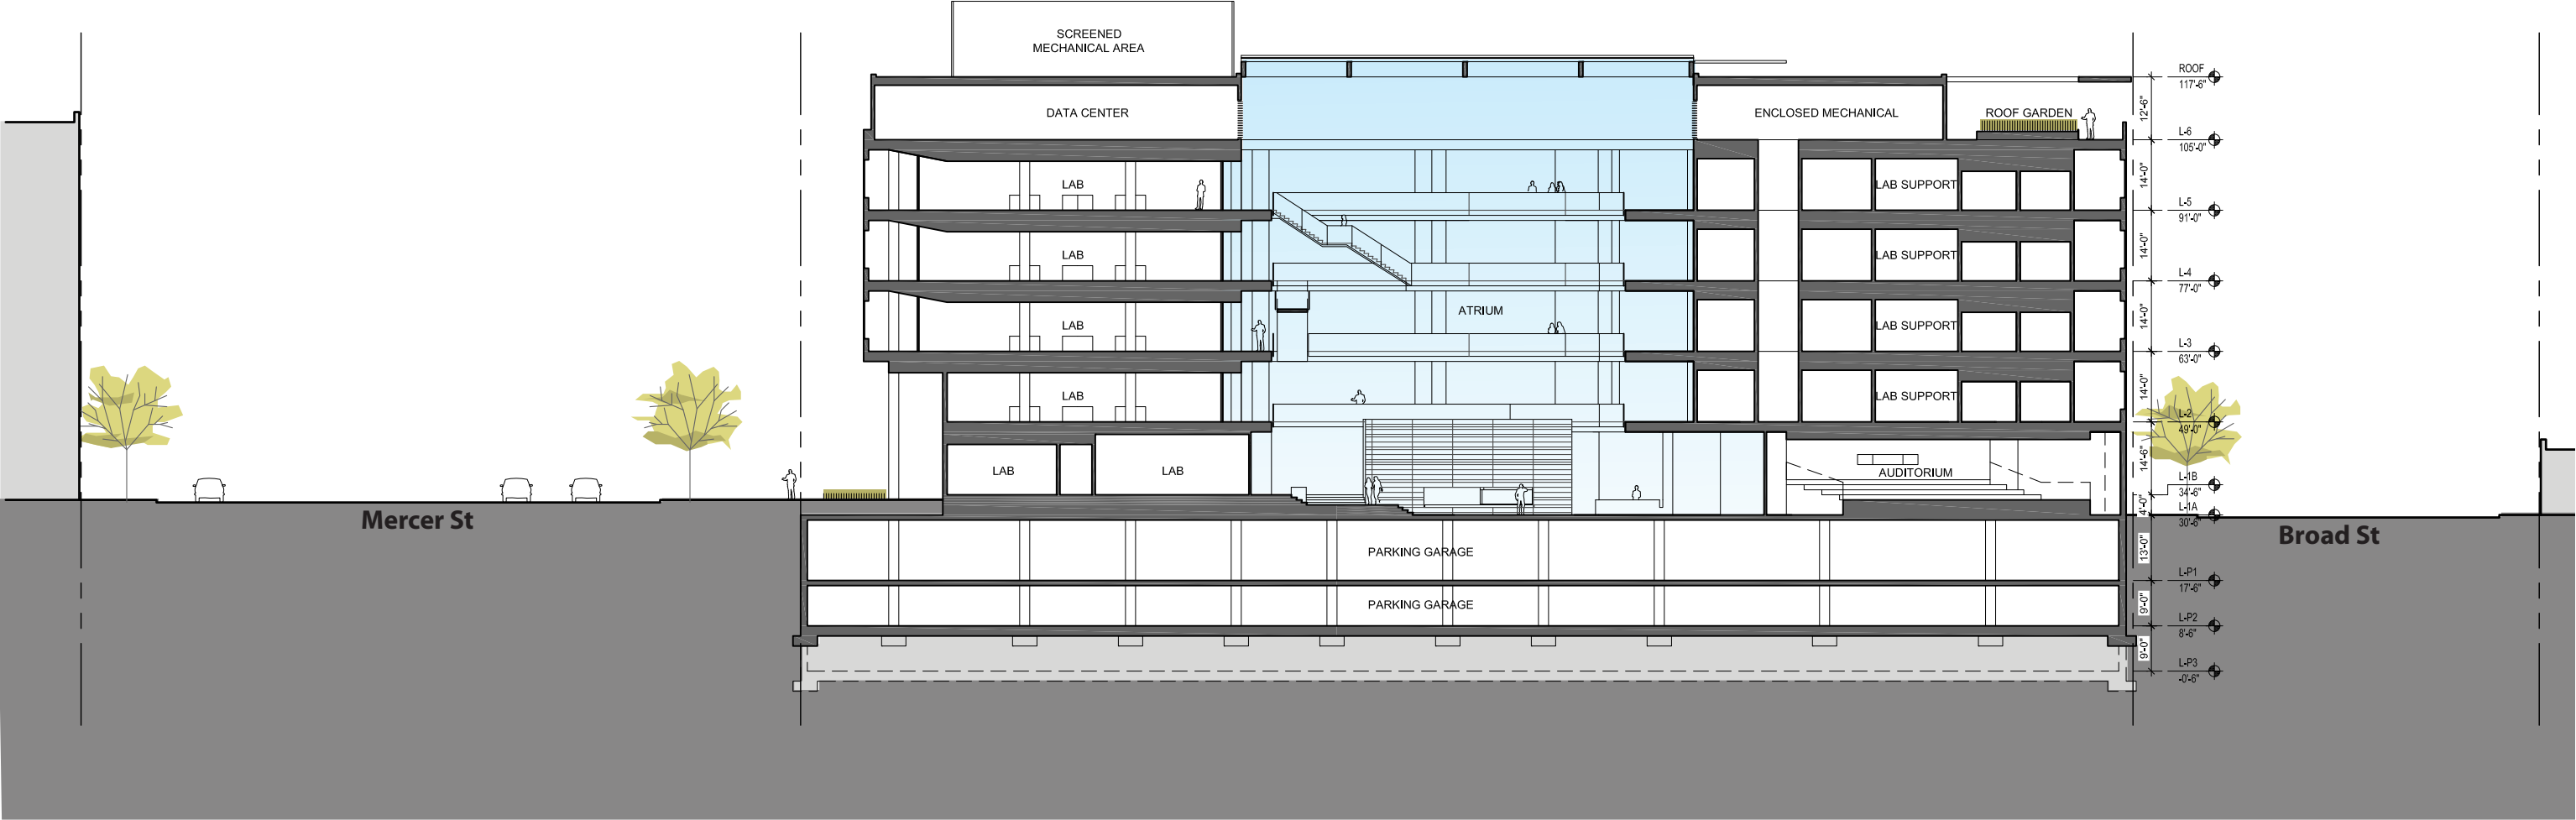 SCREENED
MECHANICAL AREA
DATA CENTER
ENCLOSED MECHANICAL
ROOF GARDEN
LAB
LAB SUPPORT
LAB
LAB SUPPORT
ATRIUM
LAB
LAB SUPPORT
LAB
LAB SUPPORT
LAB
LAB
AUDITORIUM
Mercer St
Broad St
PARKING GARAGE
PARKING GARAGE
ROOF
117'-6"
12'-6"
L-6
105'-0"
14'-0"
L-5
91'-0"
14'-0"
L-4
77'-0"
14'-0"
L-3
63'-0"
14'-0"
L-2
49'-0"
14'-6"
L-1B
34'-6"
4'-0"
L-1A
30'-6"
13'-0"
L-P1
17'-6"
9'-0"
L-P2
8'-6"
9'-0"
L-P3
-0'-6"